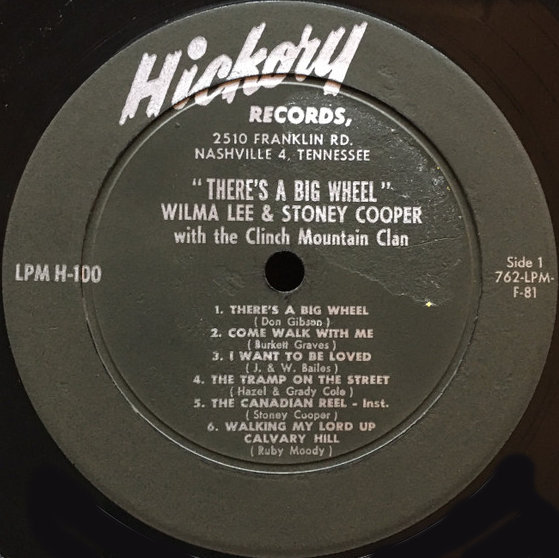 Hickory
RECORDS,
2510 FRANKLIN RD.
NASHVILLE 4, TENNESSEE
"THERE'S A BIG WHEEL"
WILMA LEE & STONEY COOPER
with the Clinch Mountain Clan
LPM H-100
Side 1
762-LPM-
F-81
1. THERE'S A BIG WHEEL
(Don Gibson)
2. COME WALK WITH ME
(Burkett Graves)
3. I WANT TO BE LOVED
(J. & W. Bailes)
4. THE TRAMP ON THE STREET
(Hazel & Grady Cole)
5. THE CANADIAN REEL - Inst.
(Stoney Cooper)
6. WALKING MY LORD UP
CALVARY HILL
(Ruby Moody)